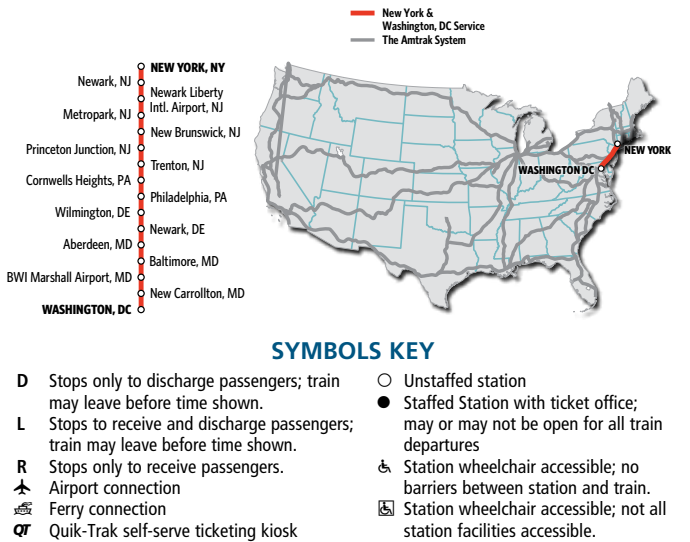 New York &
Washington, DC Service
The Amtrak System
NEW YORK, NY
Newark, NJ
Newark Liberty
Intl. Airport, NJ
Metropark, NJ
New Brunswick, NJ
Princeton Junction, NJ
Trenton, NJ
Cornwells Heights, PA
Philadelphia, PA
Wilmington, DE
Newark, DE
Aberdeen, MD
Baltimore, MD
BWI Marshall Airport, MD
New Carrollton, MD
WASHINGTON, DC
NEW YORK
WASHINGTON DC
SYMBOLS KEY
D Stops only to discharge passengers; train
may leave before time shown.
L Stops to receive and discharge passengers;
train may leave before time shown.
R Stops only to receive passengers.
Airport connection
Ferry connection
QT Quik-Trak self-serve ticketing kiosk
Unstaffed station
Staffed Station with ticket office;
may or may not be open for all train
departures
Station wheelchair accessible; no
barriers between station and train.
Station wheelchair accessible; not all
station facilities accessible.